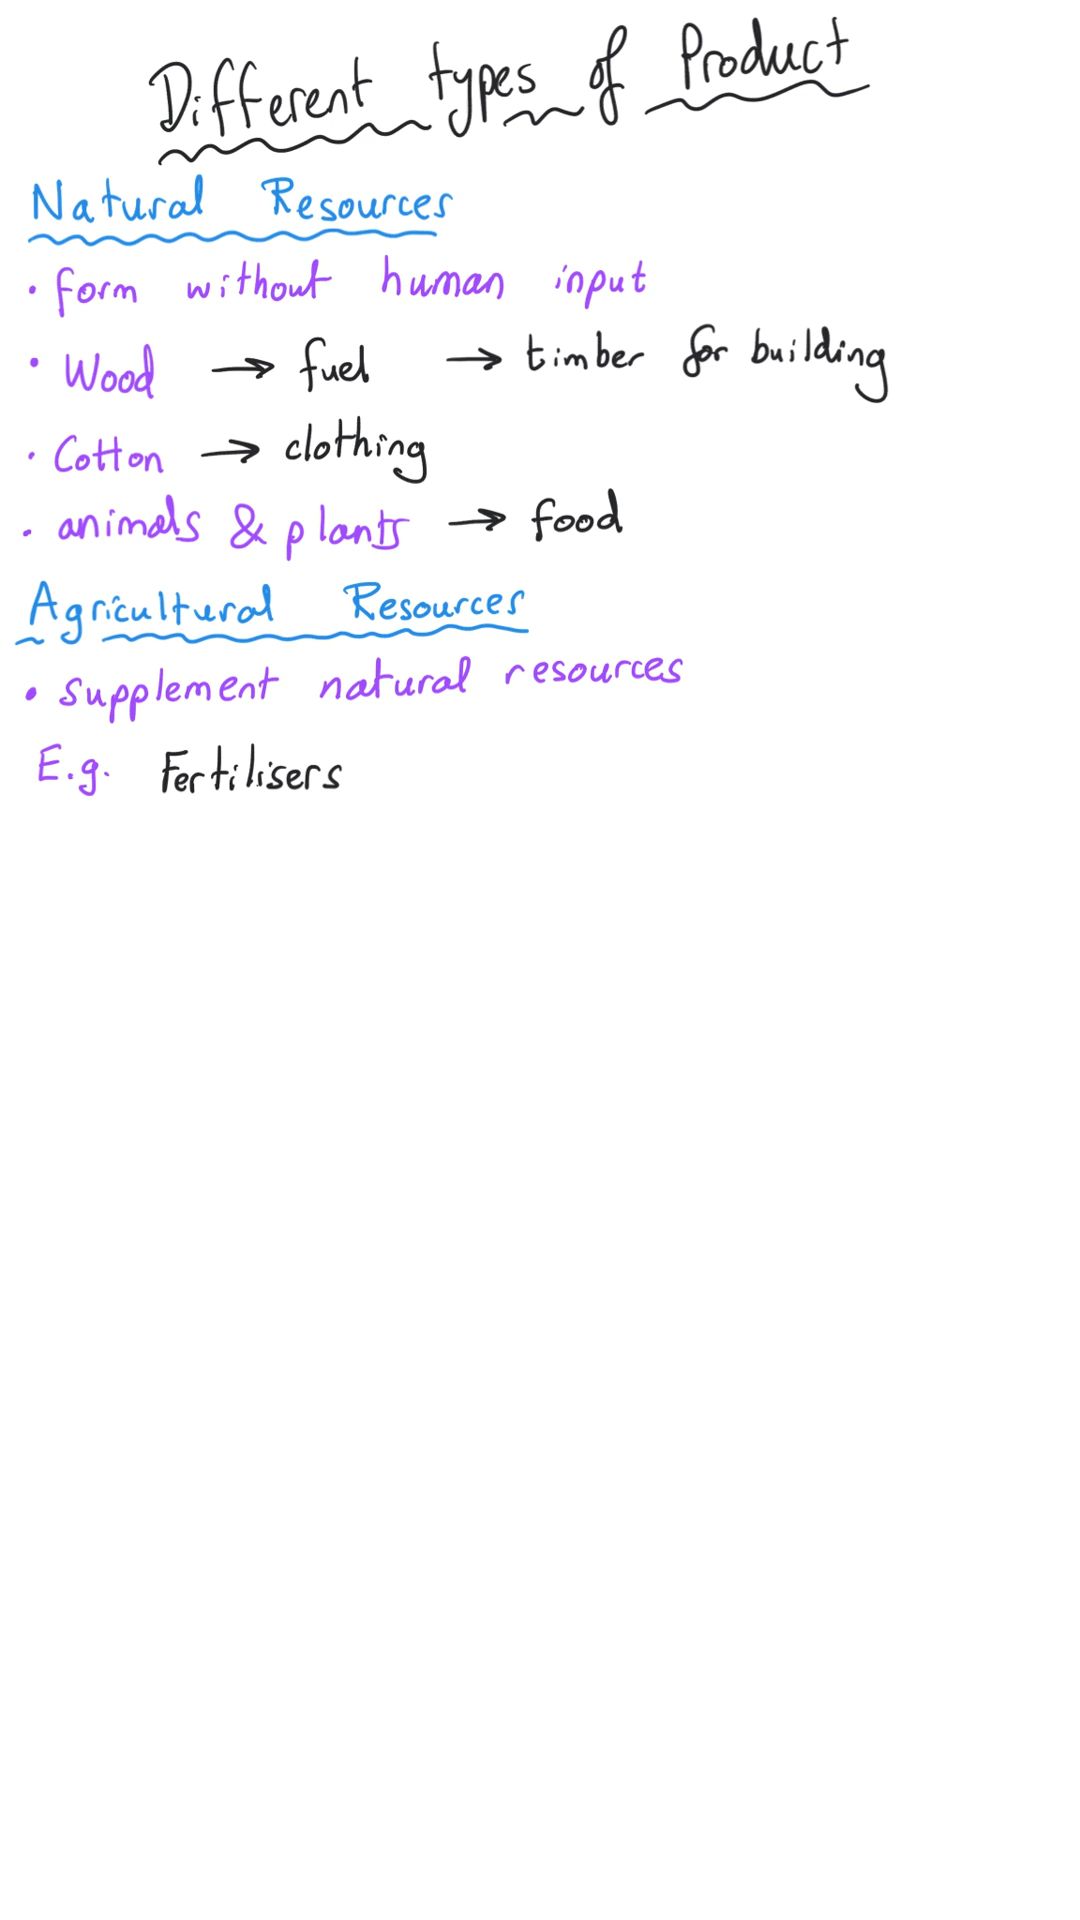 Different types of Product
Natural Resources
• form without human input
• Wood → fuel → timber for building
• Cotton → clothing
• animals & plants → food
Agricultural Resources
• supplement natural resources
E.g. Fertilisers